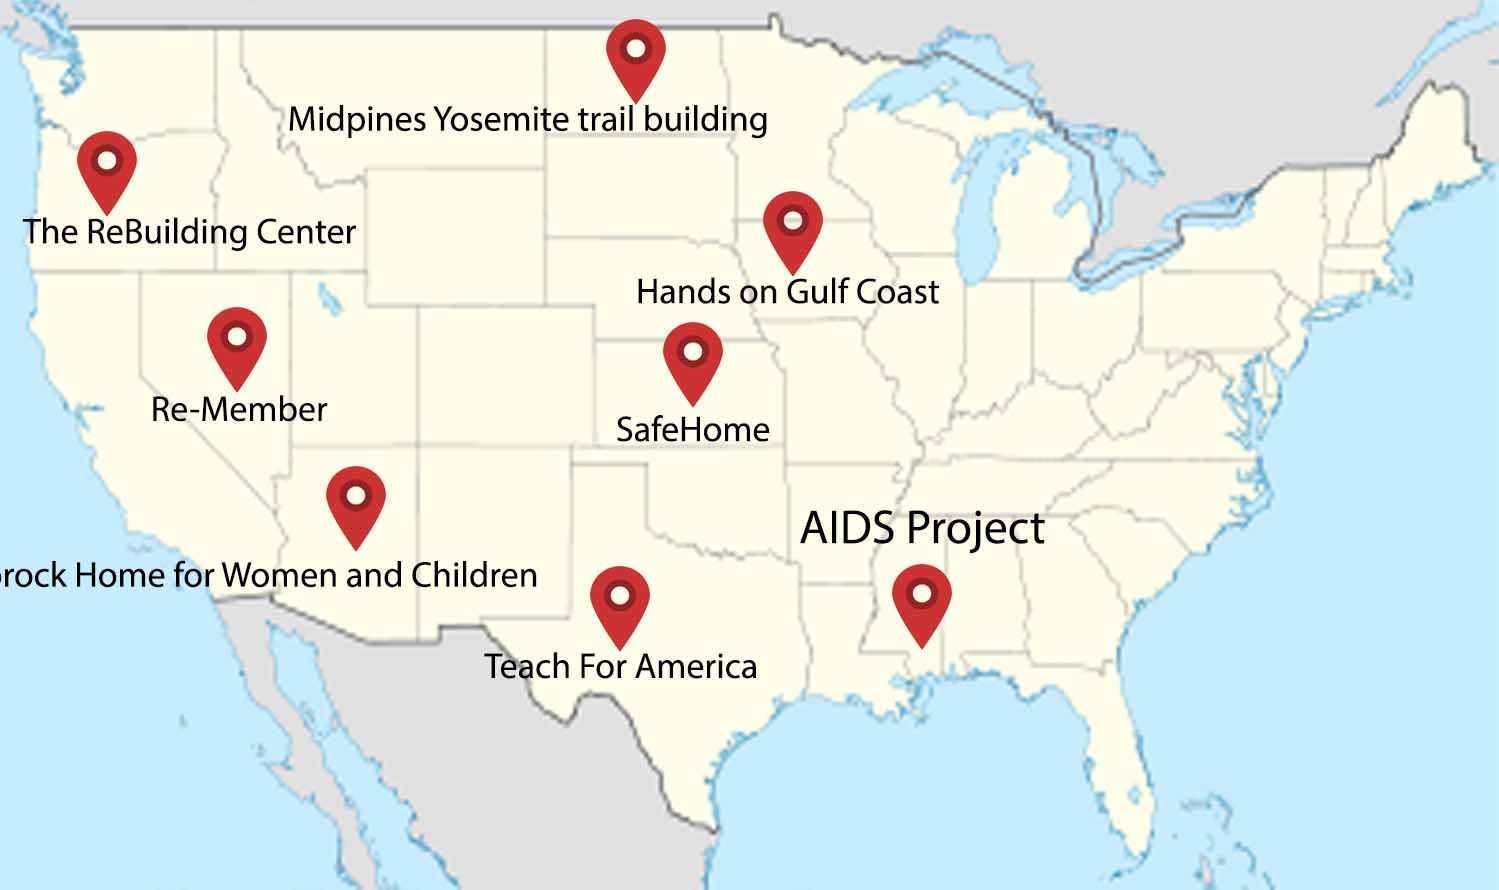 Midpines Yosemite trail building
The ReBuilding Center
Hands on Gulf Coast
Re-Member
SafeHome
AIDS Project
Home for Women and Children
Teach For America